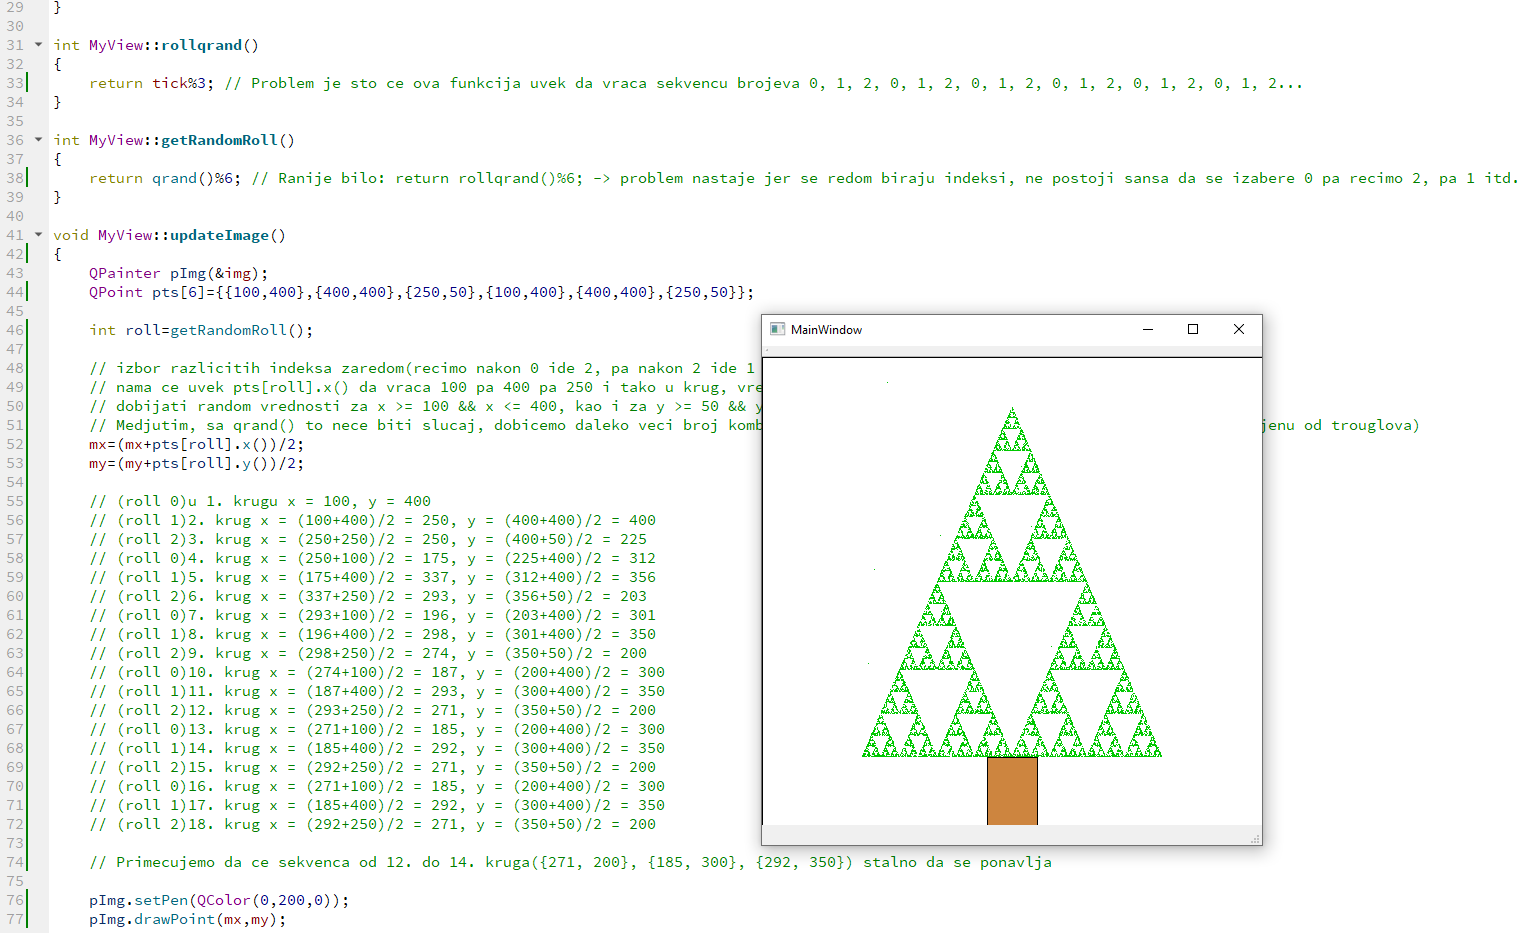 29 }
30
31 int MyView::rollqrand()
32 {
33 return tick%3; // Problem je sto ce ova funkcija uvek da vraca sekvencu brojeva 0, 1, 2, 0, 1, 2, 0, 1, 2, 0, 1, 2, 0, 1, 2, 0, 1, 2...
34 }
35
36 int MyView::getRandomRoll()
37 {
38 return qrand()%6; // Ranije bilo: return rollqrand()%6; -> problem nastaje jer se redom biraju indeksi, ne postoji sansa da se izabere 0 pa recimo 2, pa 1 itd.
39 }
40
41 void MyView::updateImage()
42 {
43 QPainter pImg(&img);
44 QPoint pts[6]={{100,400},{400,400},{250,50},{100,400},{400,400},{250,50}};
45
46 int roll=getRandomRoll();
47
48 // izbor razlicitih indeksa zaredom(recimo nakon 0 ide 2, pa nakon 2 ide 1
49 // nama ce uvek pts[roll].x() da vraca 100 pa 400 pa 250 i tako u krug, vre
50 // dobijati random vrednosti za x >= 100 && x <= 400, kao i za y >= 50 && y
51 // Medjutim, sa qrand() to nece biti slucaj, dobicemo daleko veci broj komb jenu od trouglova)
52 mx=(mx+pts[roll].x())/2;
53 my=(my+pts[roll].y())/2;
54
55 // (roll 0)u 1. krugu x = 100, y = 400
56 // (roll 1)2. krug x = (100+400)/2 = 250, y = (400+400)/2 = 400
57 // (roll 2)3. krug x = (250+250)/2 = 250, y = (400+50)/2 = 225
58 // (roll 0)4. krug x = (250+100)/2 = 175, y = (225+400)/2 = 312
59 // (roll 1)5. krug x = (175+400)/2 = 337, y = (312+400)/2 = 356
60 // (roll 2)6. krug x = (337+250)/2 = 293, y = (356+50)/2 = 203
61 // (roll 0)7. krug x = (293+100)/2 = 196, y = (203+400)/2 = 301
62 // (roll 1)8. krug x = (196+400)/2 = 298, y = (301+400)/2 = 350
63 // (roll 2)9. krug x = (298+250)/2 = 274, y = (350+50)/2 = 200
64 // (roll 0)10. krug x = (274+100)/2 = 187, y = (200+400)/2 = 300
65 // (roll 1)11. krug x = (187+400)/2 = 293, y = (300+400)/2 = 350
66 // (roll 2)12. krug x = (293+250)/2 = 271, y = (350+50)/2 = 200
67 // (roll 0)13. krug x = (271+100)/2 = 185, y = (200+400)/2 = 300
68 // (roll 1)14. krug x = (185+400)/2 = 292, y = (300+400)/2 = 350
69 // (roll 2)15. krug x = (292+250)/2 = 271, y = (350+50)/2 = 200
70 // (roll 0)16. krug x = (271+100)/2 = 185, y = (200+400)/2 = 300
71 // (roll 1)17. krug x = (185+400)/2 = 292, y = (300+400)/2 = 350
72 // (roll 2)18. krug x = (292+250)/2 = 271, y = (350+50)/2 = 200
73
74 // Primecujemo da ce sekvenca od 12. do 14. kruga({271, 200}, {185, 300}, {292, 350}) stalno da se ponavlja
75
76 pImg.setPen(QColor(0,200,0));
77 pImg.drawPoint(mx,my);
MainWindow